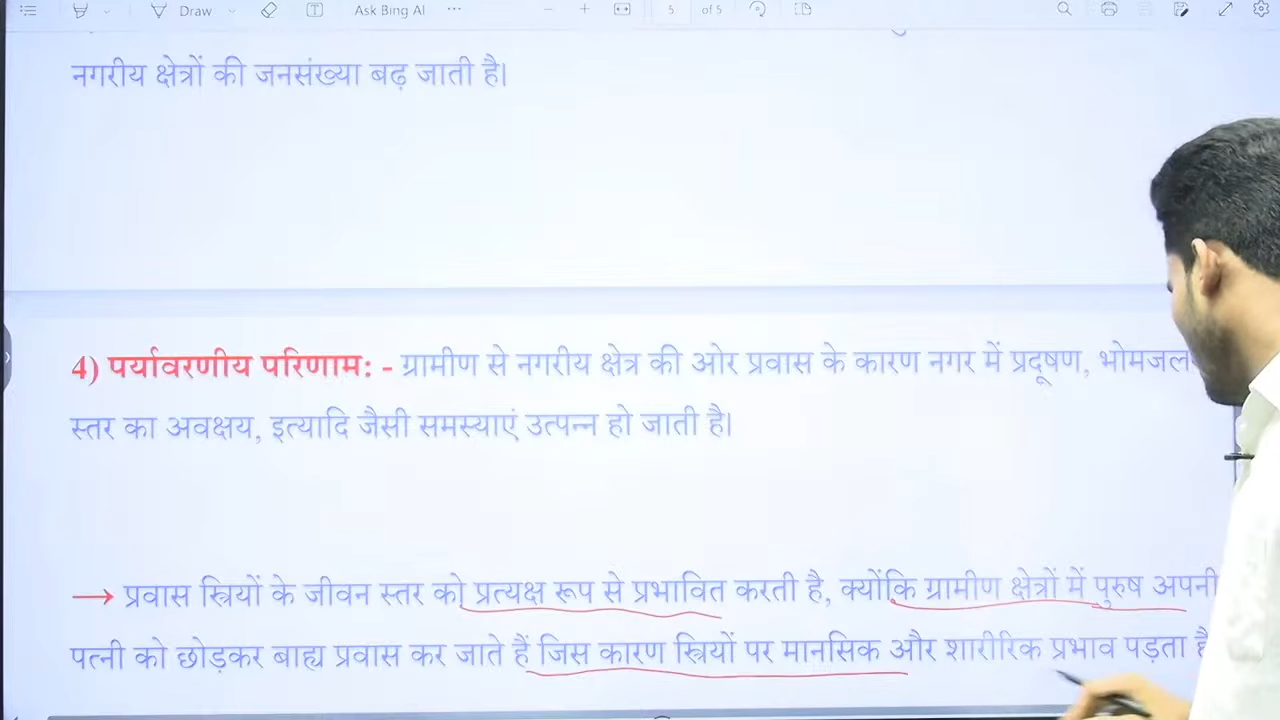 Draw
Ask Bing AI
5 of 5
नगरीय क्षेत्रों की जनसंख्या बढ़ जाती है।
4) पर्यावरणीय परिणाम: - ग्रामीण से नगरीय क्षेत्र की ओर प्रवास के कारण नगर में प्रदूषण, भोमजल
स्तर का अवक्षय, इत्यादि जैसी समस्याएं उत्पन्न हो जाती है।
→ प्रवास स्त्रियों के जीवन स्तर को प्रत्यक्ष रूप से प्रभावित करती है, क्योंकि ग्रामीण क्षेत्रों में पुरुष अपनी
पत्नी को छोड़कर बाह्य प्रवास कर जाते हैं जिस कारण स्त्रियों पर मानसिक और शारीरिक प्रभाव पड़ता है